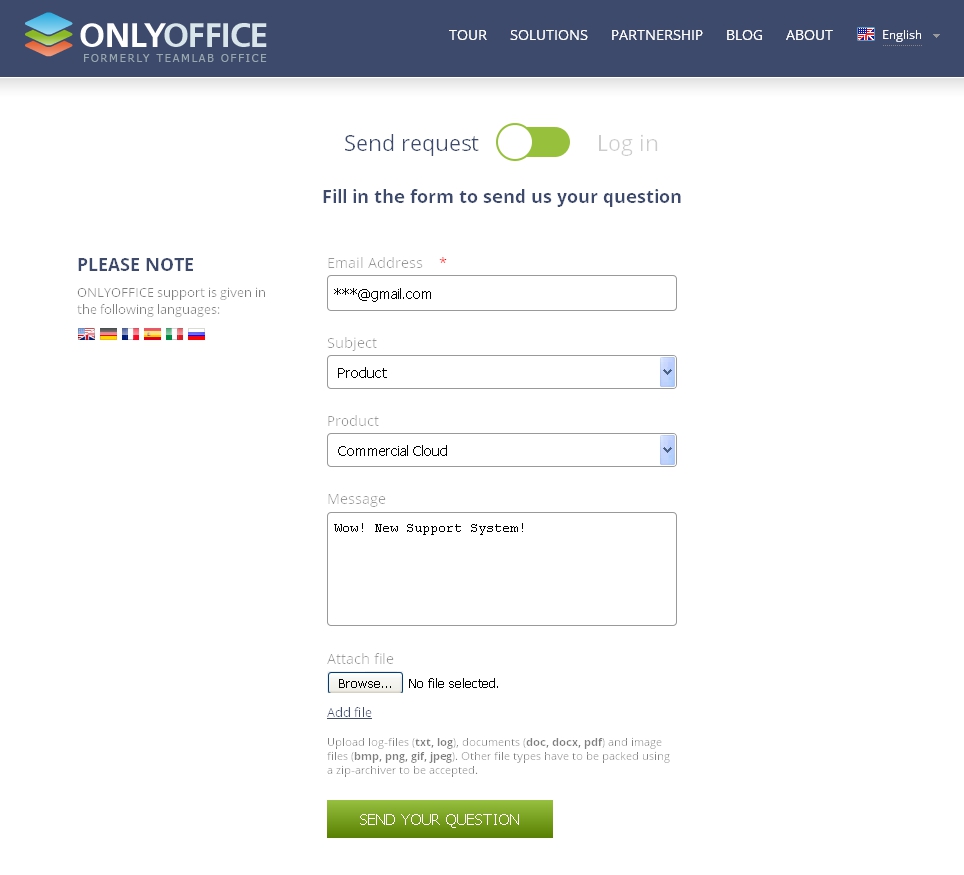 ONLYOFFICE
FORMERLY TEAMLAB OFFICE
TOUR SOLUTIONS PARTNERSHIP BLOG ABOUT English
Send request Log in
Fill in the form to send us your question
PLEASE NOTE
ONLYOFFICE support is given in
the following languages:
Email Address *
***@gmail.com
Subject
Product
Product
Commercial Cloud
Message
Wow! New Support System!
Attach file
Browse... No file selected.
Add file
Upload log-files (txt, log), documents (doc, docx, pdf) and image
files (bmp, png, gif, jpeg). Other file types have to be packed using
a zip-archiver to be accepted.
SEND YOUR QUESTION